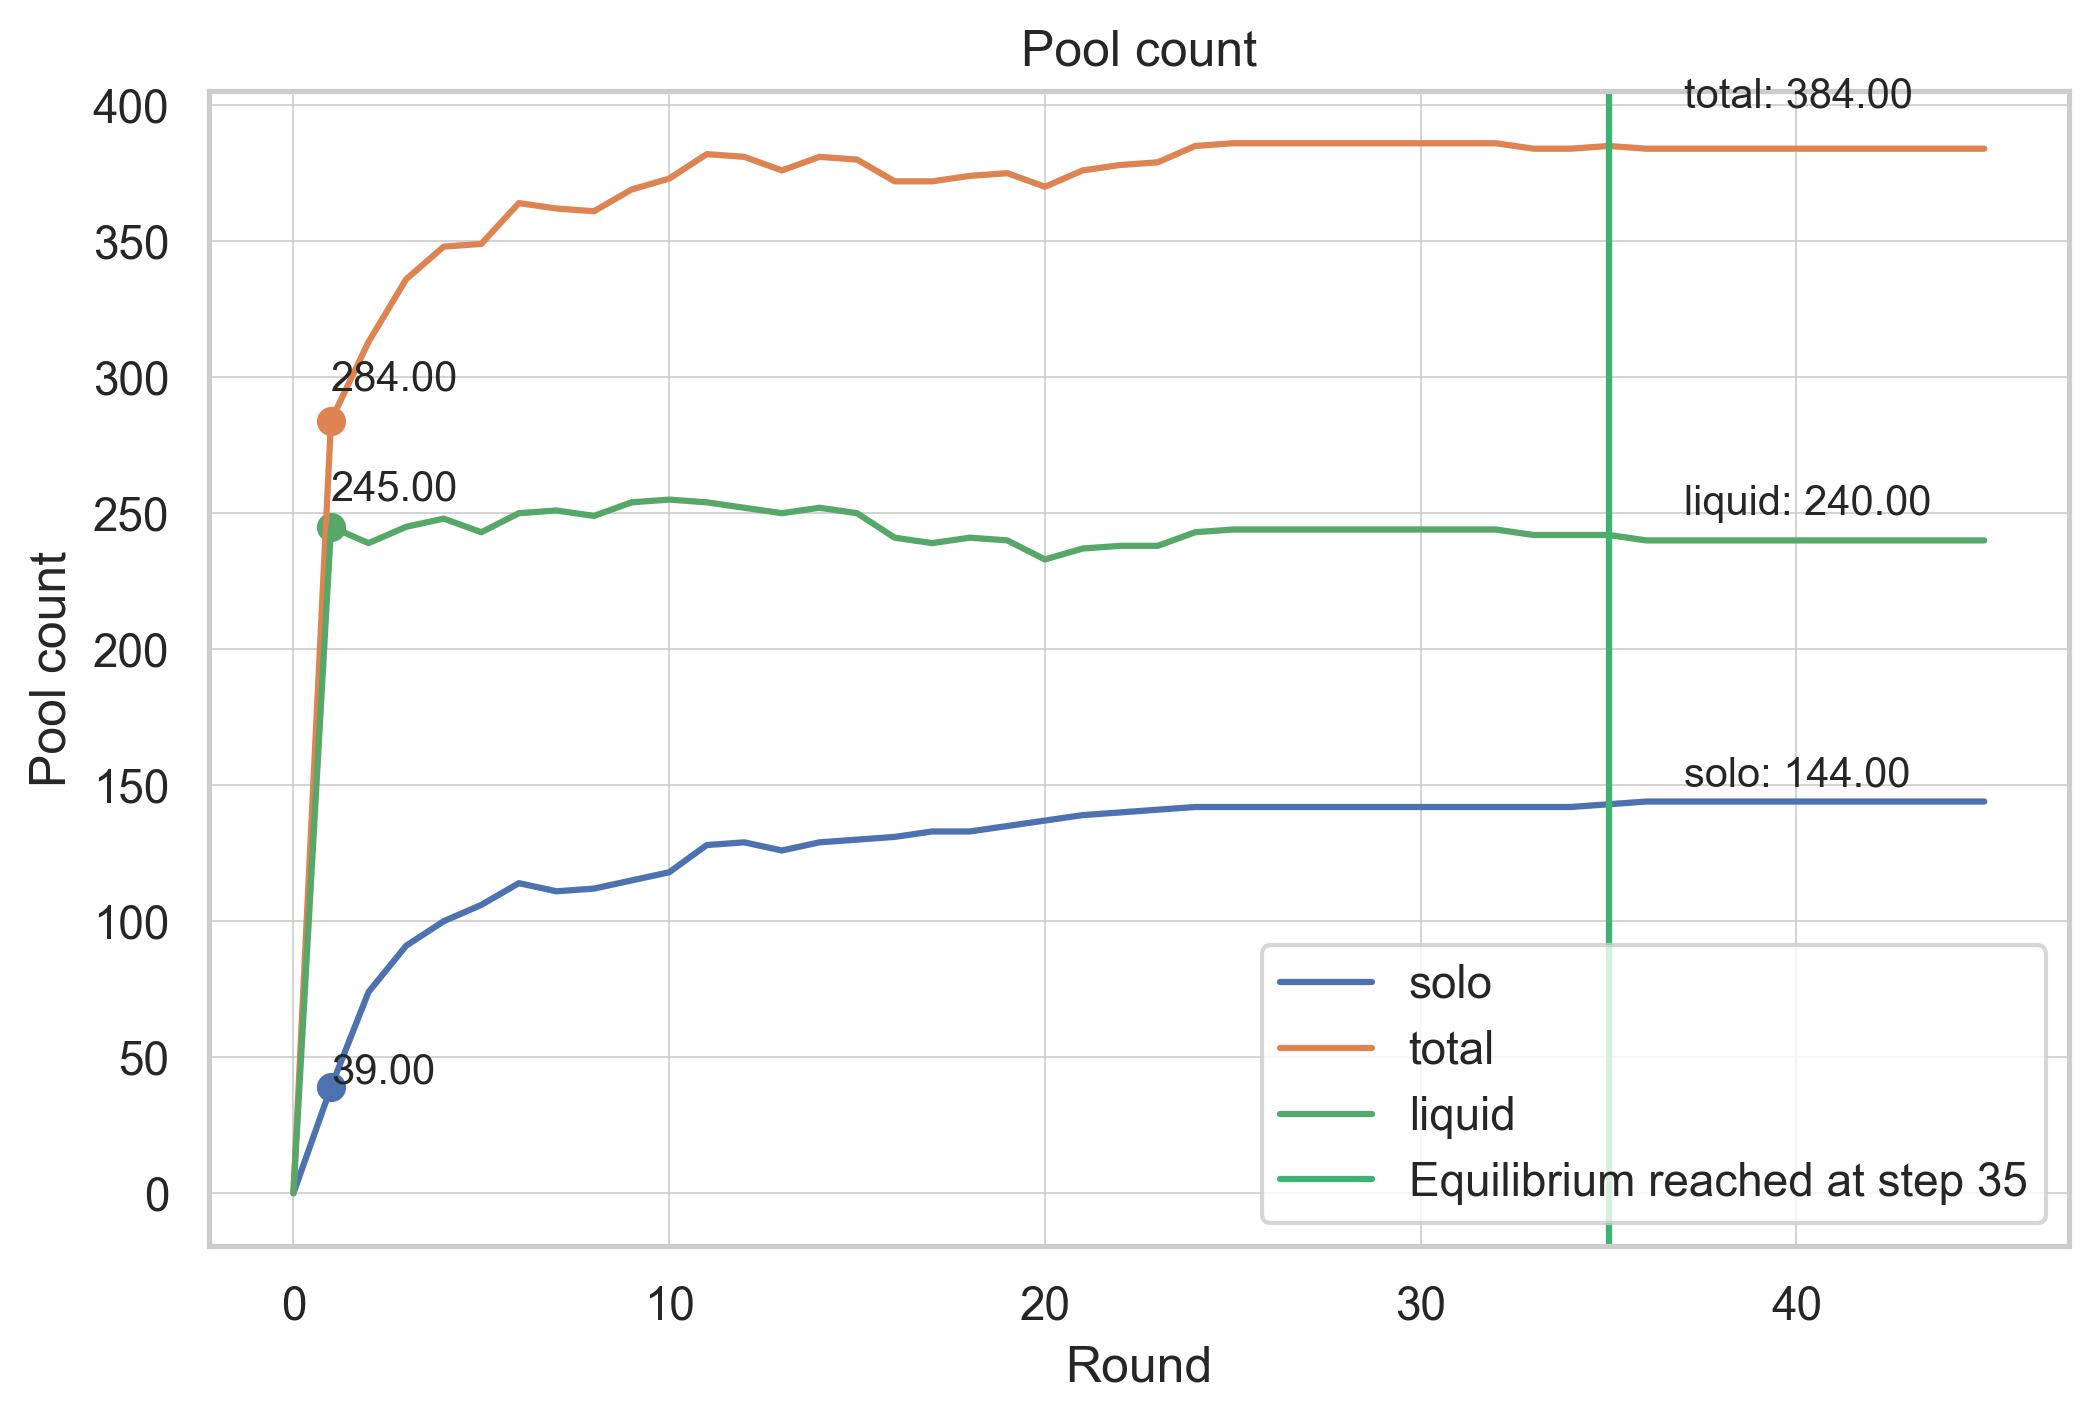 Pool count
400
350
300
250
200
150
100
50
0
Pool count
total: 384.00
284.00
245.00
liquid: 240.00
solo: 144.00
39.00
solo
total
liquid
Equilibrium reached at step 35
0
10
20
30
40
Round